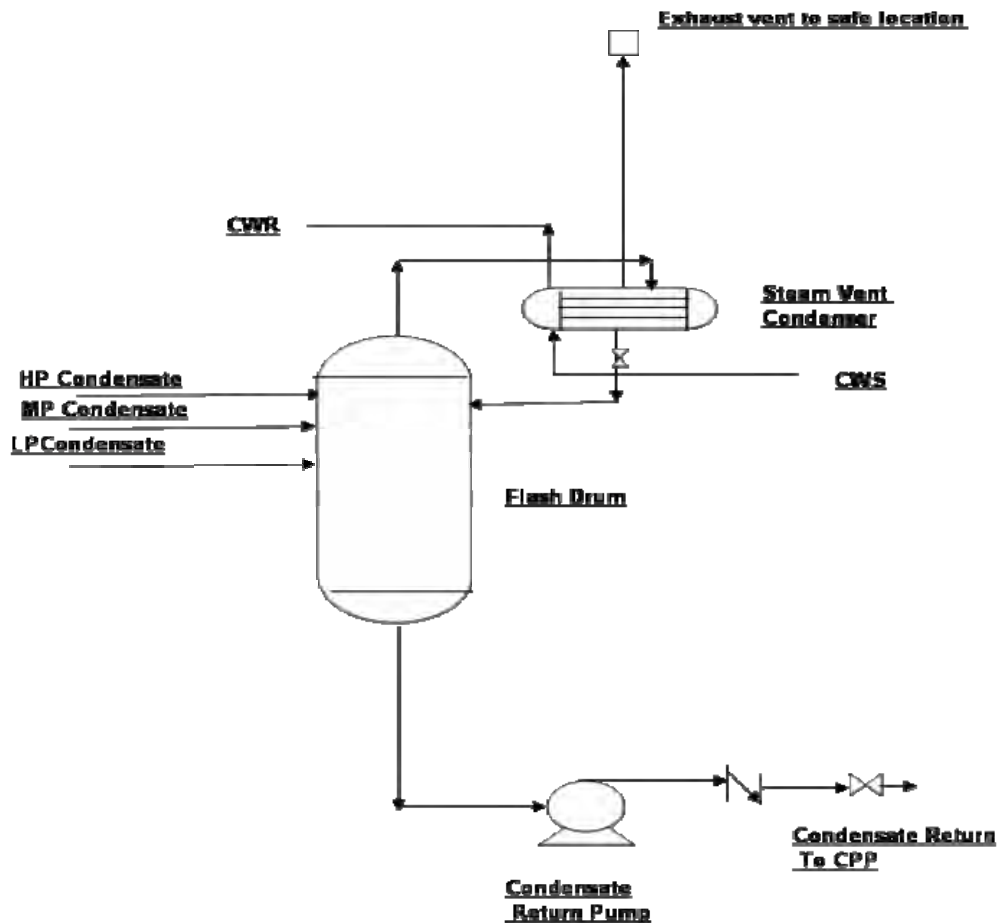 Exhaust vent to safe location
CWR
Steam Vent
Condenser
HP Condensate
CWS
MP Condensate
LPCondensate
Flash Drum
Condensate Return
To CPP
Condensate
Return Pump